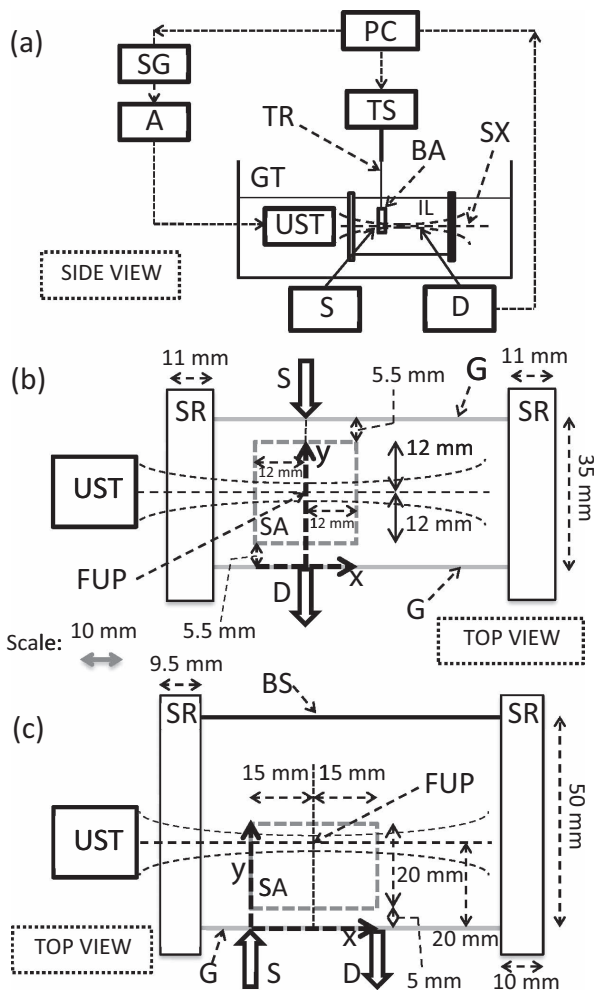 (a)
PC
SG
A
TS
TR
BA
SX
GT
IL
UST
SIDE VIEW
S
D
(b)
11 mm
S
5.5 mm
G
11 mm
SR
SR
y
12 mm
12 mm
35 mm
UST
12 mm
12 mm
SA
FUP
x
D
G
5.5 mm
TOP VIEW
Scale:
10 mm
9.5 mm
BS
(c)
SR
SR
15 mm
15 mm
FUP
50 mm
UST
y
SA
20 mm
20 mm
x
TOP VIEW
G
S
D
5 mm
10 mm